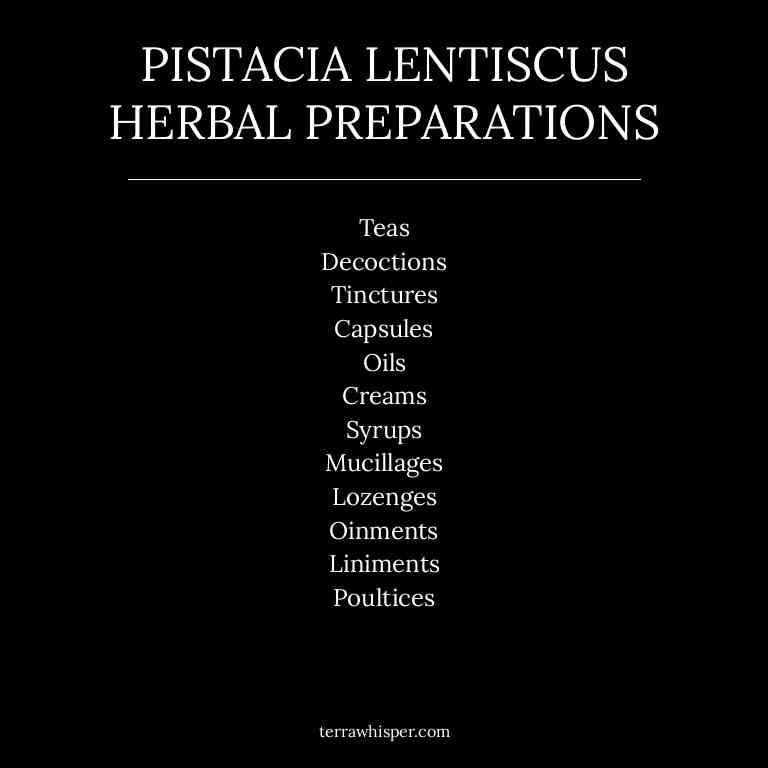 PISTACIA LENTISCUS
HERBAL PREPARATIONS
Teas
Decoctions
Tinctures
Capsules
Oils
Creams
Syrups
Mucillages
Lozenges
Oinments
Liniments
Poultices
terrawhisper.com